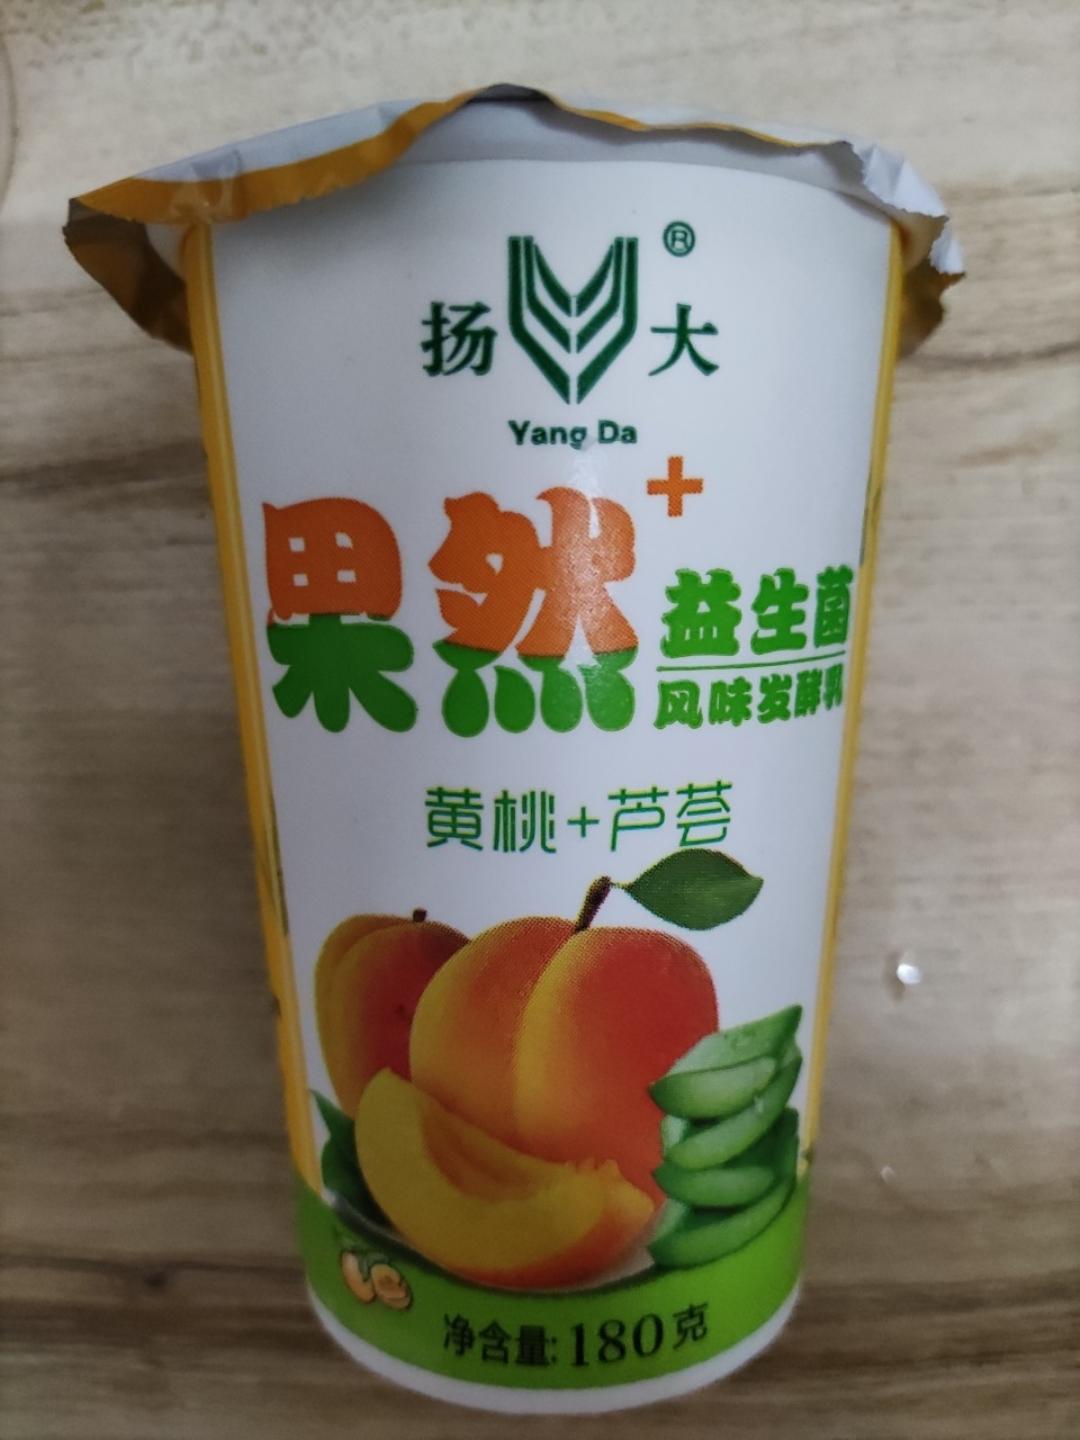 扬大®
Yang Da
果然+
益生菌
风味发酵乳
黄桃+芦荟
净含量:180克